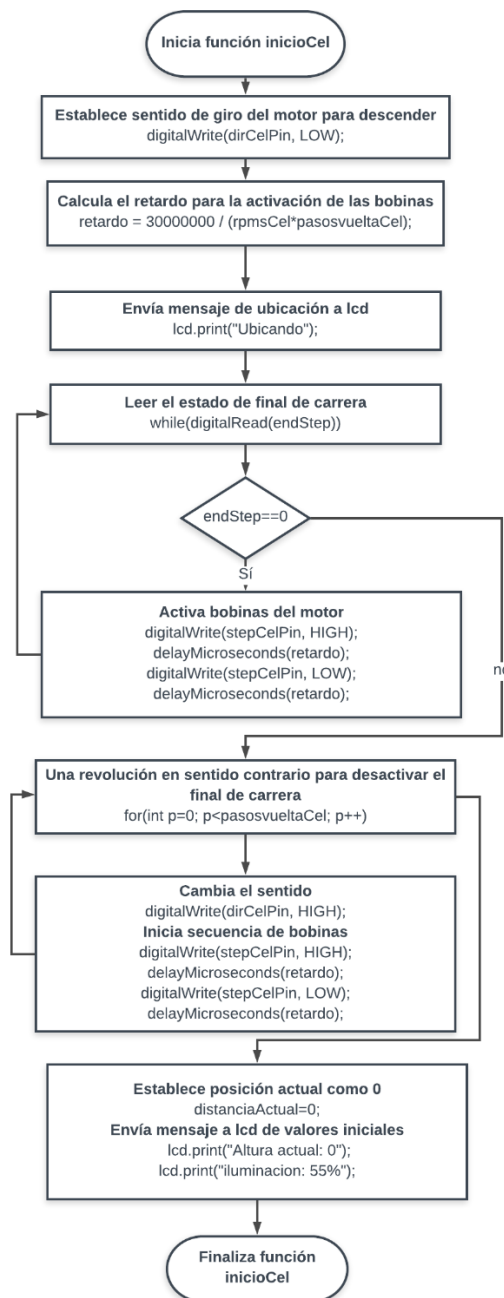 Inicia función inicioCel
Establece sentido de giro del motor para descender
digitalWrite(dirCelPin, LOW);
Calcula el retardo para la activación de las bobinas
retardo = 30000000 / (rpmsCel*pasosvueltaCel);
Envía mensaje de ubicación a lcd
lcd.print("Ubicando");
Leer el estado de final de carrera
while(digitalRead(endStep))
endStep==0
Sí
Activa bobinas del motor
digitalWrite(stepCelPin, HIGH);
delayMicroseconds(retardo);
digitalWrite(stepCelPin, LOW);
delayMicroseconds(retardo);
no
Una revolución en sentido contrario para desactivar el
final de carrera
for(int p=0; p<pasosvueltaCel; p++)
Cambia el sentido
digitalWrite(dirCelPin, HIGH);
Inicia secuencia de bobinas
digitalWrite(stepCelPin, HIGH);
delayMicroseconds(retardo);
digitalWrite(stepCelPin, LOW);
delayMicroseconds(retardo);
Establece posición actual como 0
distanciaActual=0;
Envía mensaje a lcd de valores iniciales
lcd.print("Altura actual: 0");
lcd.print("iluminacion: 55%");
Finaliza función
inicioCel